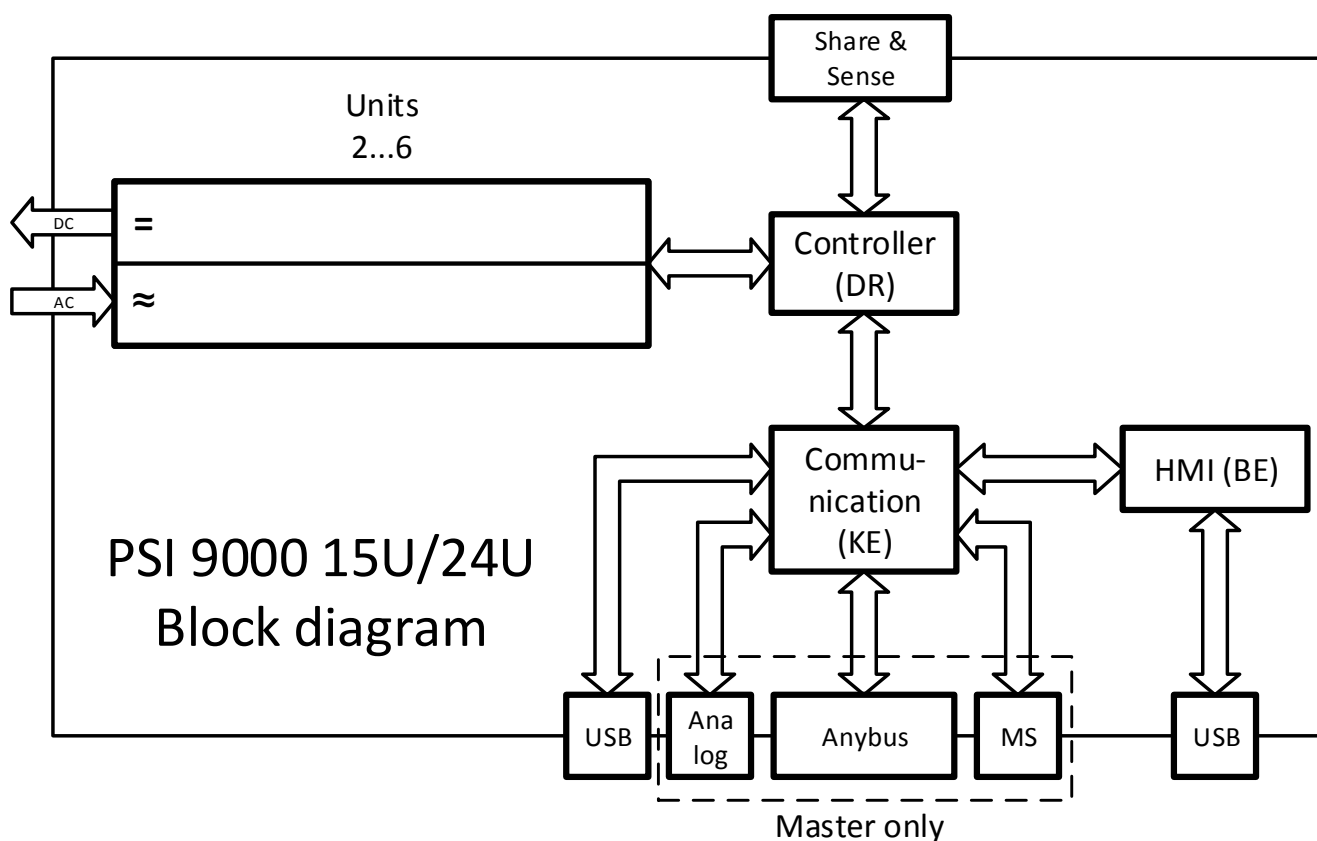 Share &
Sense
Units
2...6
DC
=
AC
≈
Controller
(DR)
Commu-
nication
(KE)
HMI (BE)
PSI 9000 15U/24U
Block diagram
USB
Ana
log
Anybus
MS
USB
Master only